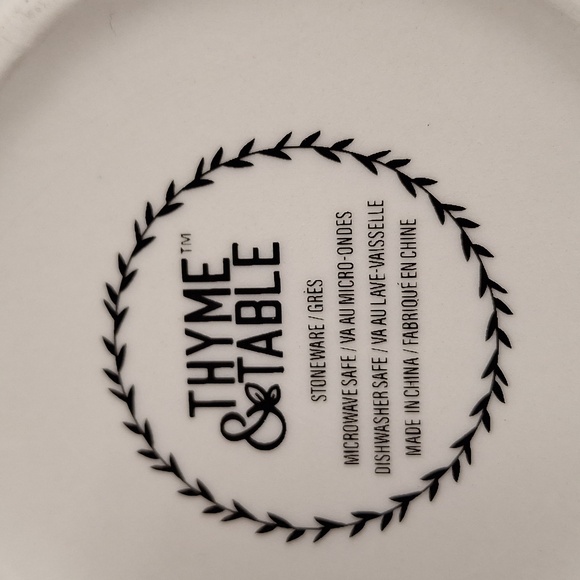 THYME™
& TABLE
STONEWARE / GRÈS
MICROWAVE SAFE / VA AU MICRO-ONDES
DISHWASHER SAFE / VA AU LAVE-VAISSELLE
MADE IN CHINA / FABRIQUÉ EN CHINE